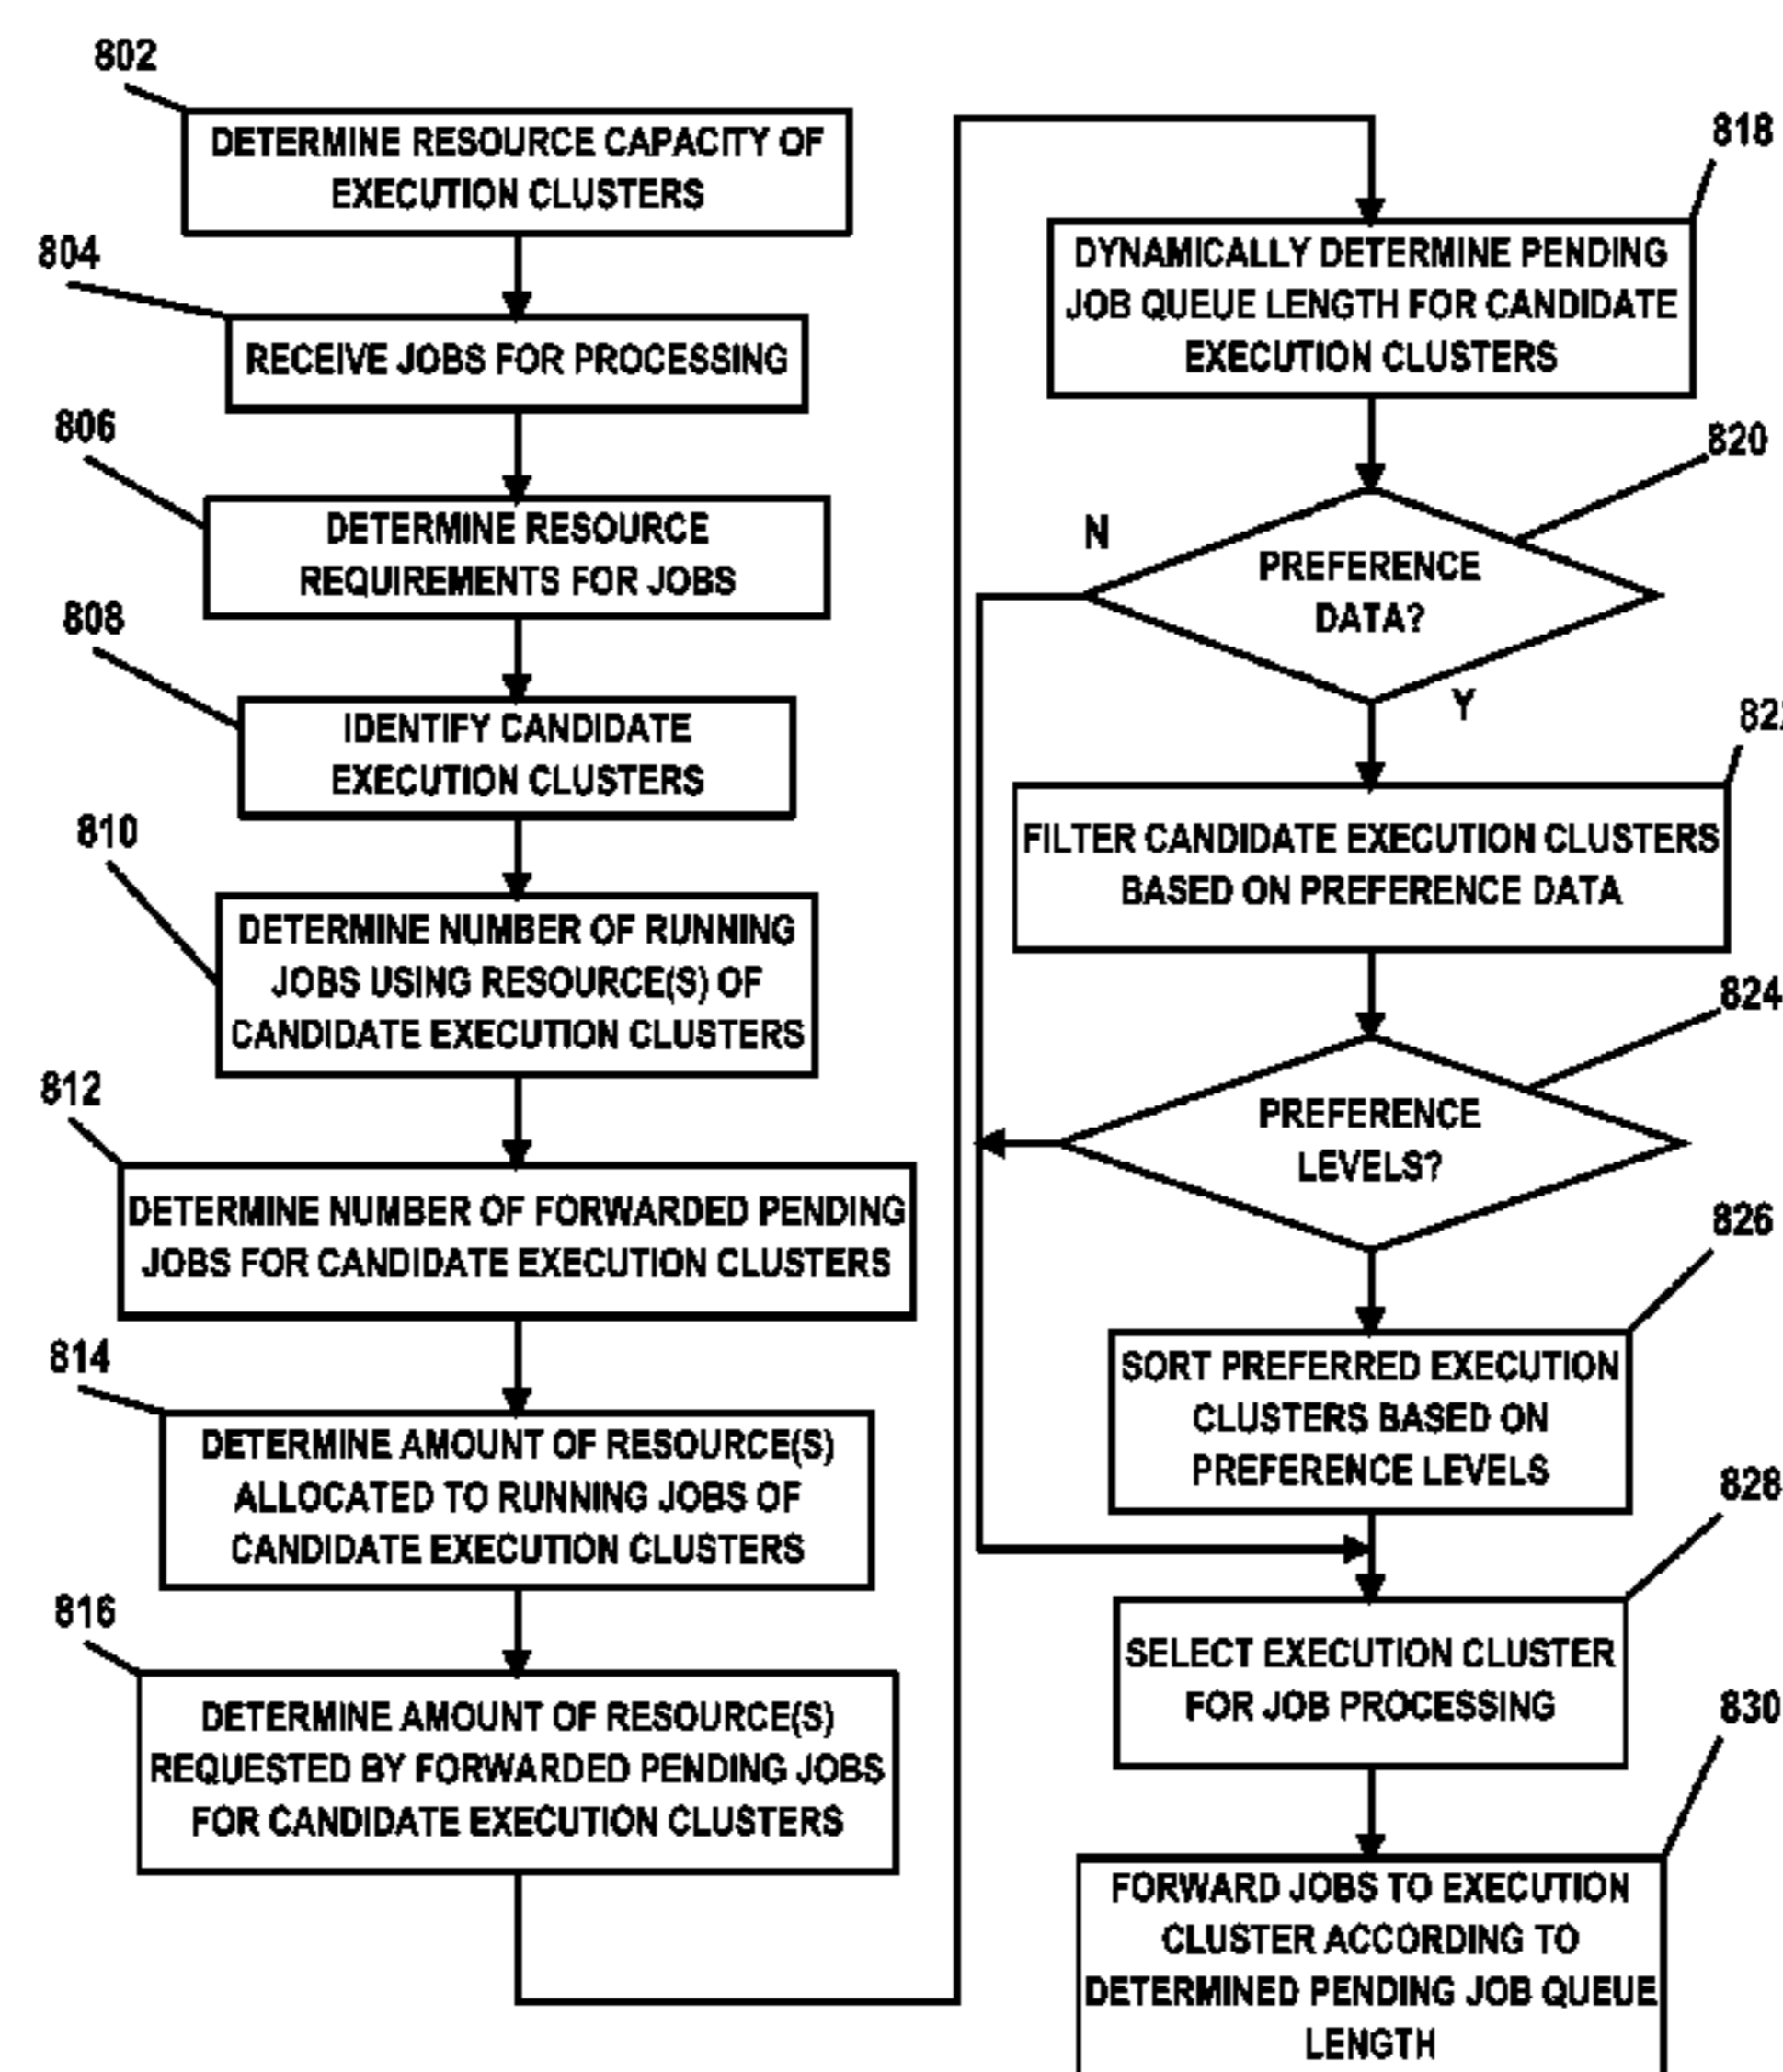 802
DETERMINE RESOURCE CAPACITY OF
EXECUTION CLUSTERS
804
RECEIVE JOBS FOR PROCESSING
806
DETERMINE RESOURCE
REQUIREMENTS FOR JOBS
808
IDENTIFY CANDIDATE
EXECUTION CLUSTERS
810
DETERMINE NUMBER OF RUNNING
JOBS USING RESOURCE(S) OF
CANDIDATE EXECUTION CLUSTERS
812
DETERMINE NUMBER OF FORWARDED PENDING
JOBS FOR CANDIDATE EXECUTION CLUSTERS
814
DETERMINE AMOUNT OF RESOURCE(S)
ALLOCATED TO RUNNING JOBS OF
CANDIDATE EXECUTION CLUSTERS
816
DETERMINE AMOUNT OF RESOURCE(S)
REQUESTED BY FORWARDED PENDING JOBS
FOR CANDIDATE EXECUTION CLUSTERS
818
DYNAMICALLY DETERMINE PENDING
JOB QUEUE LENGTH FOR CANDIDATE
EXECUTION CLUSTERS
820
N
PREFERENCE
DATA?
Y
FILTER CANDIDATE EXECUTION CLUSTERS
BASED ON PREFERENCE DATA
824
PREFERENCE
LEVELS?
826
SORT PREFERRED EXECUTION
CLUSTERS BASED ON
PREFERENCE LEVELS
828
SELECT EXECUTION CLUSTER
FOR JOB PROCESSING
830
FORWARD JOBS TO EXECUTION
CLUSTER ACCORDING TO
DETERMINED PENDING JOB QUEUE
LENGTH